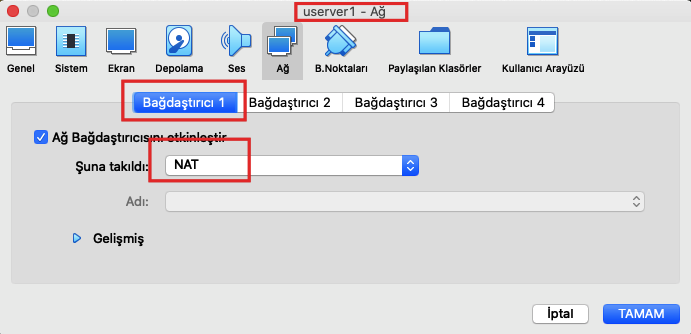 userver1 - Ağ
Genel Sistem Ekran Depolama Ses Ağ B.Noktaları Paylaşılan Klasörler Kullanıcı Arayüzü
Bağdaştırıcı 1 Bağdaştırıcı 2 Bağdaştırıcı 3 Bağdaştırıcı 4
Ağ Bağdaştırıcısını etkinleştir
Şuna takıldı: NAT
Adı:
Gelişmiş
İptal TAMAM